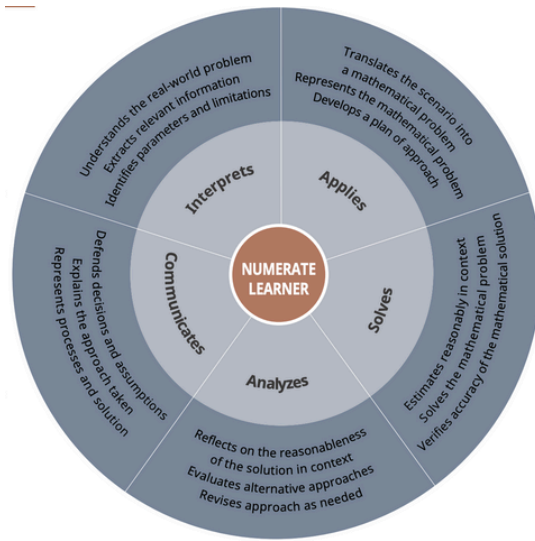 NUMERATE
LEARNER
Interprets
Understands the real-world problem
Extracts relevant information
Identifies parameters and limitations
Applies
Translates the scenario into
a mathematical problem
Represents the mathematical problem
Develops a plan of approach
Solves
Estimates reasonably in context
Solves the mathematical problem
Verifies accuracy of the mathematical solution
Analyzes
Reflects on the reasonableness
of the solution in context
Evaluates alternative approaches
Revises approach as needed
Communicates
Defends decisions and assumptions
Explains the approach taken
Represents processes and solution